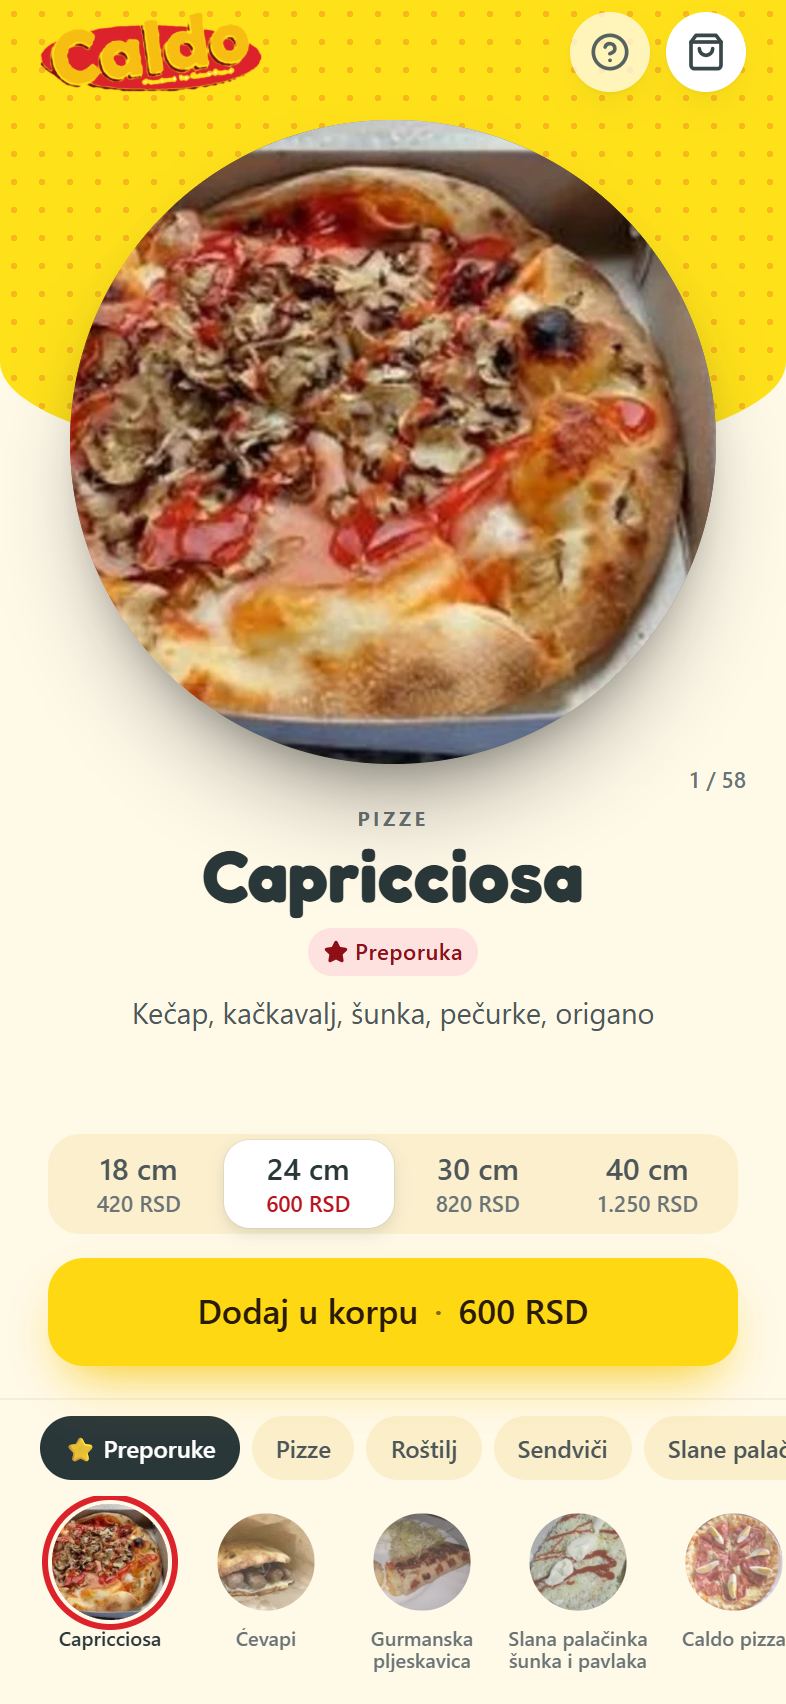 Caldo
1 / 58
PIZZE
Capricciosa
Preporuka
Kečap, kačkavalj, šunka, pečurke, origano
18 cm 24 cm 30 cm 40 cm
420 RSD 600 RSD 820 RSD 1.250 RSD
Dodaj u korpu · 600 RSD
Preporuke Pizze Roštilj Sendviči Slane palač
Capricciosa Ćevapi Gurmanska pljeskavica Slana palačinka šunka i pavlaka Caldo pizza